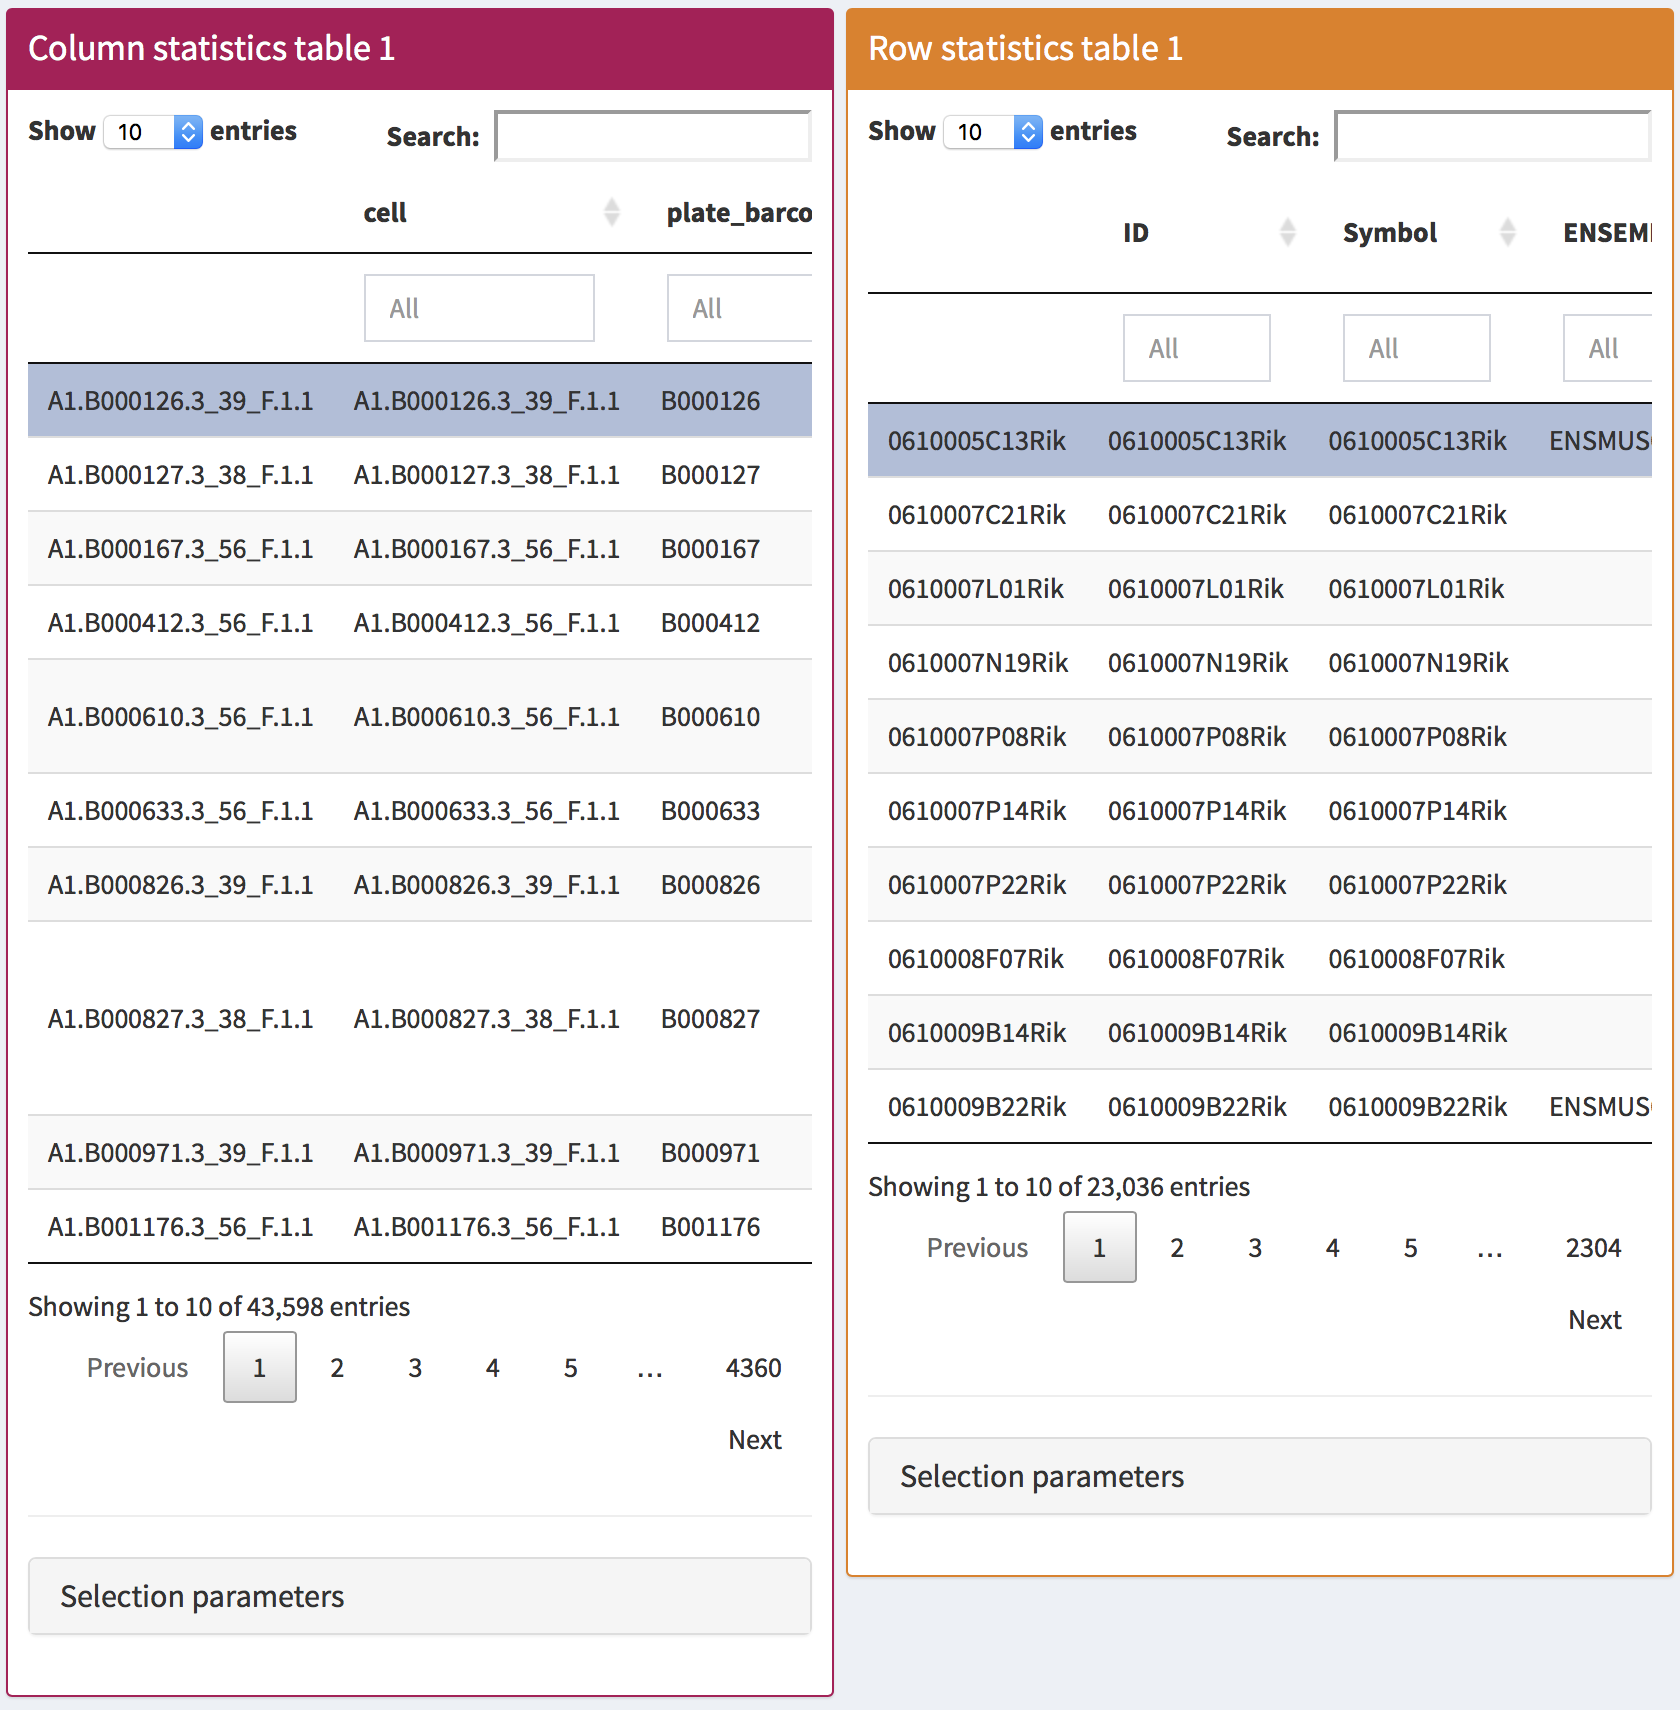 Column statistics table 1
Show 10 entries Search:
cell plate_barco
All All
A1.B000126.3_39_F.1.1 A1.B000126.3_39_F.1.1 B000126
A1.B000127.3_38_F.1.1 A1.B000127.3_38_F.1.1 B000127
A1.B000167.3_56_F.1.1 A1.B000167.3_56_F.1.1 B000167
A1.B000412.3_56_F.1.1 A1.B000412.3_56_F.1.1 B000412
A1.B000610.3_56_F.1.1 A1.B000610.3_56_F.1.1 B000610
A1.B000633.3_56_F.1.1 A1.B000633.3_56_F.1.1 B000633
A1.B000826.3_39_F.1.1 A1.B000826.3_39_F.1.1 B000826
A1.B000827.3_38_F.1.1 A1.B000827.3_38_F.1.1 B000827
A1.B000971.3_39_F.1.1 A1.B000971.3_39_F.1.1 B000971
A1.B001176.3_56_F.1.1 A1.B001176.3_56_F.1.1 B001176
Showing 1 to 10 of 43,598 entries
Previous 1 2 3 4 5 … 4360
Next
Selection parameters
Row statistics table 1
Show 10 entries Search:
ID Symbol ENSEM
All All All
0610005C13Rik 0610005C13Rik 0610005C13Rik ENSMUS
0610007C21Rik 0610007C21Rik 0610007C21Rik
0610007L01Rik 0610007L01Rik 0610007L01Rik
0610007N19Rik 0610007N19Rik 0610007N19Rik
0610007P08Rik 0610007P08Rik 0610007P08Rik
0610007P14Rik 0610007P14Rik 0610007P14Rik
0610007P22Rik 0610007P22Rik 0610007P22Rik
0610008F07Rik 0610008F07Rik 0610008F07Rik
0610009B14Rik 0610009B14Rik 0610009B14Rik
0610009B22Rik 0610009B22Rik 0610009B22Rik ENSMUS
Showing 1 to 10 of 23,036 entries
Previous 1 2 3 4 5 … 2304
Next
Selection parameters